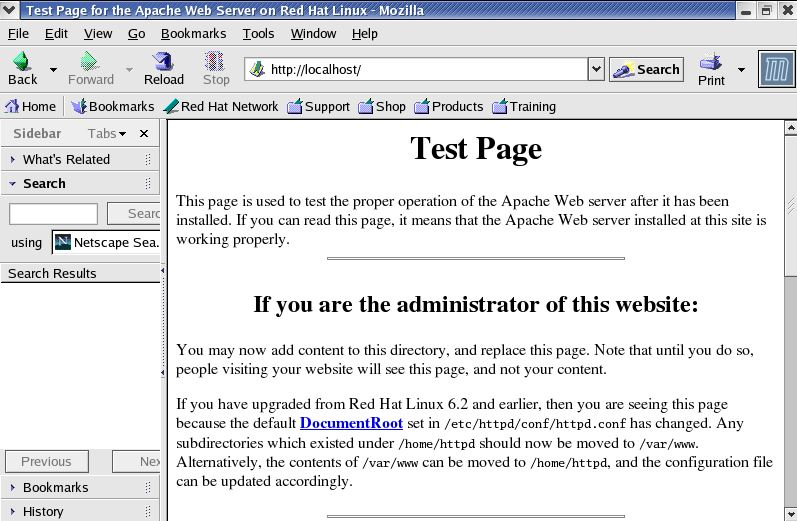 Test Page for the Apache Web Server on Red Hat Linux - Mozilla
File Edit View Go Bookmarks Tools Window Help
Back Forward Reload Stop http://localhost/ Search Print
Home Bookmarks Red Hat Network Support Shop Products Training
Sidebar Tabs
What's Related
Search
Searc
using Netscape Sea.
Search Results
Previous Nex
Bookmarks
History
Test Page
This page is used to test the proper operation of the Apache Web server after it has been
installed. If you can read this page, it means that the Apache Web server installed at this site is
working properly.
If you are the administrator of this website:
You may now add content to this directory, and replace this page. Note that until you do so,
people visiting your website will see this page, and not your content.
If you have upgraded from Red Hat Linux 6.2 and earlier, then you are seeing this page
because the default DocumentRoot set in /etc/httpd/conf/httpd.conf has changed. Any
subdirectories which existed under /home/httpd should now be moved to /var/www.
Alternatively, the contents of /var/www can be moved to /home/httpd, and the configuration file
can be updated accordingly.